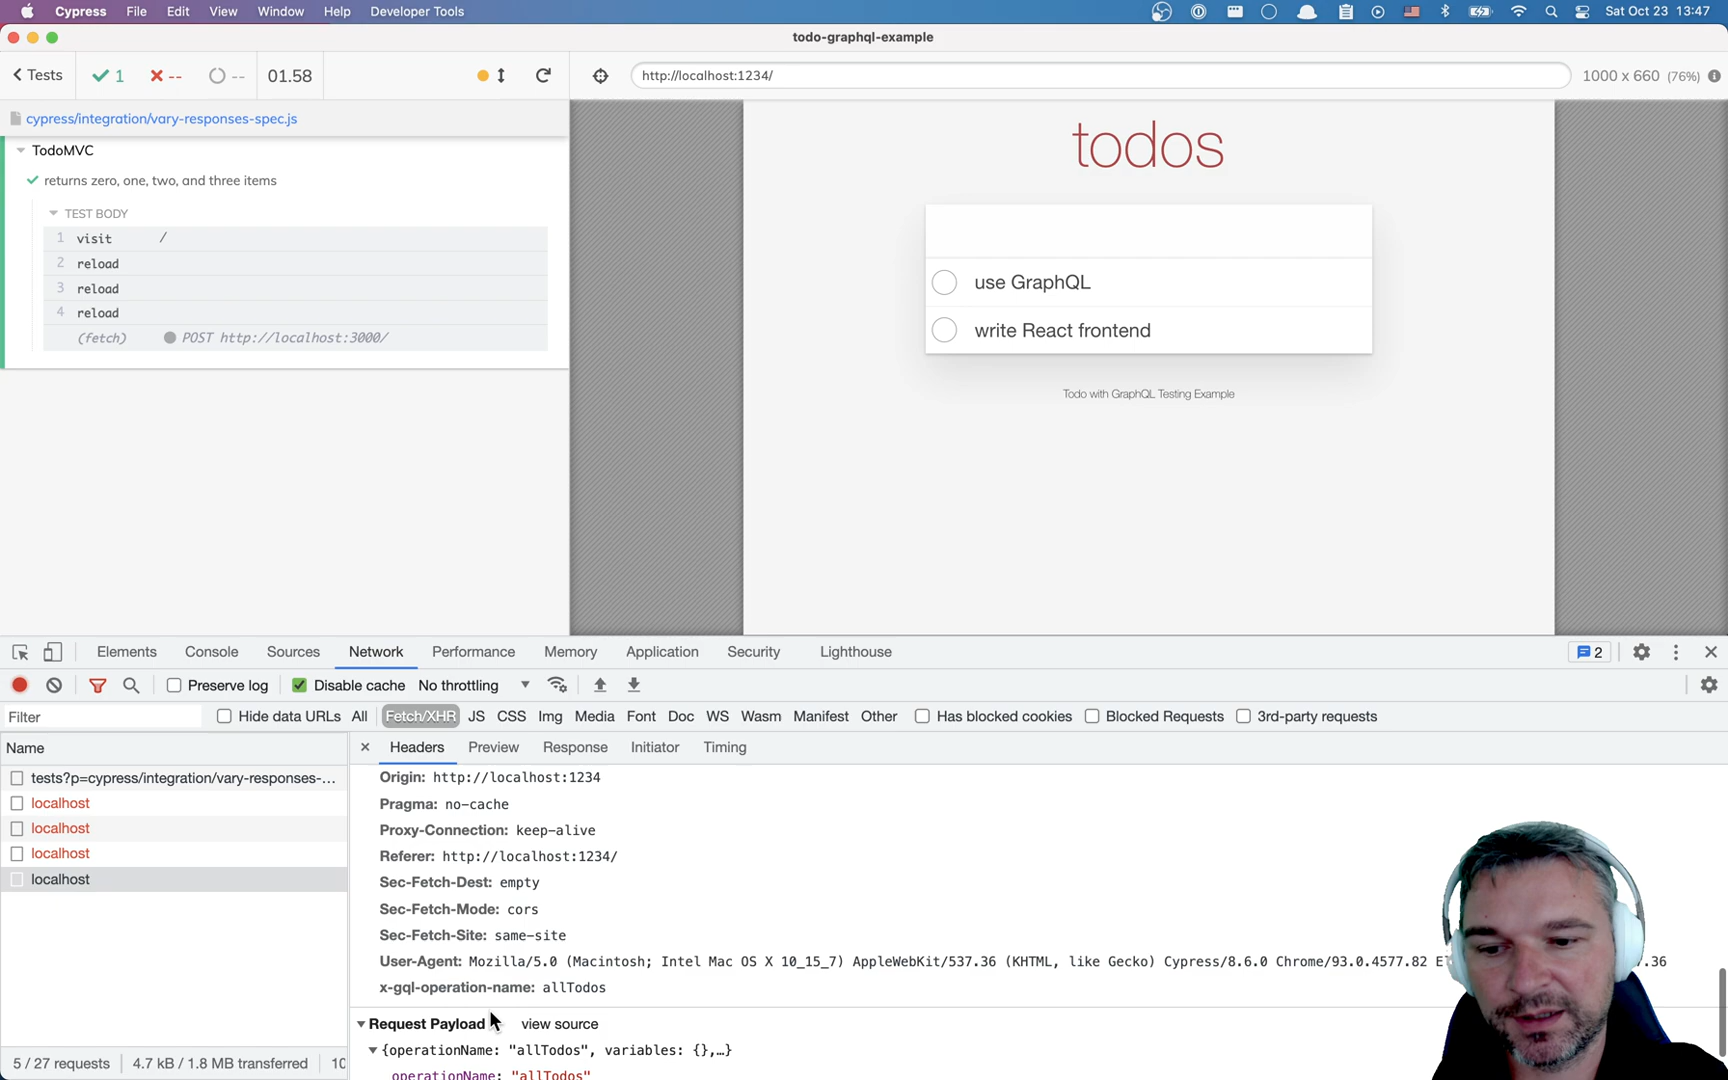 Cypress File Edit View Window Help Developer Tools Sat Oct 23 13:47
todo-graphql-example
Tests 1 -- -- 01.58 http://localhost:1234/ 1000 x 660 (76%)
cypress/integration/vary-responses-spec.js
TodoMVC
returns zero, one, two, and three items
TEST BODY
1 visit /
2 reload
3 reload
4 reload
(fetch) POST http://localhost:3000/
todos
use GraphQL
write React frontend
Todo with GraphQL Testing Example
Elements Console Sources Network Performance Memory Application Security Lighthouse 2
Preserve log Disable cache No throttling
Filter Hide data URLs All Fetch/XHR JS CSS Img Media Font Doc WS Wasm Manifest Other Has blocked cookies Blocked Requests 3rd-party requests
Name
tests?p=cypress/integration/vary-responses-...
localhost
localhost
localhost
localhost
5 / 27 requests 4.7 kB / 1.8 MB transferred 10
Headers Preview Response Initiator Timing
Origin: http://localhost:1234
Pragma: no-cache
Proxy-Connection: keep-alive
Referer: http://localhost:1234/
Sec-Fetch-Dest: empty
Sec-Fetch-Mode: cors
Sec-Fetch-Site: same-site
User-Agent: Mozilla/5.0 (Macintosh; Intel Mac OS X 10_15_7) AppleWebKit/537.36 (KHTML, like Gecko) Cypress/8.6.0 Chrome/93.0.4577.82 .36
x-gql-operation-name: allTodos
Request Payload view source
{operationName: "allTodos", variables: {},…}
operationName: "allTodos"